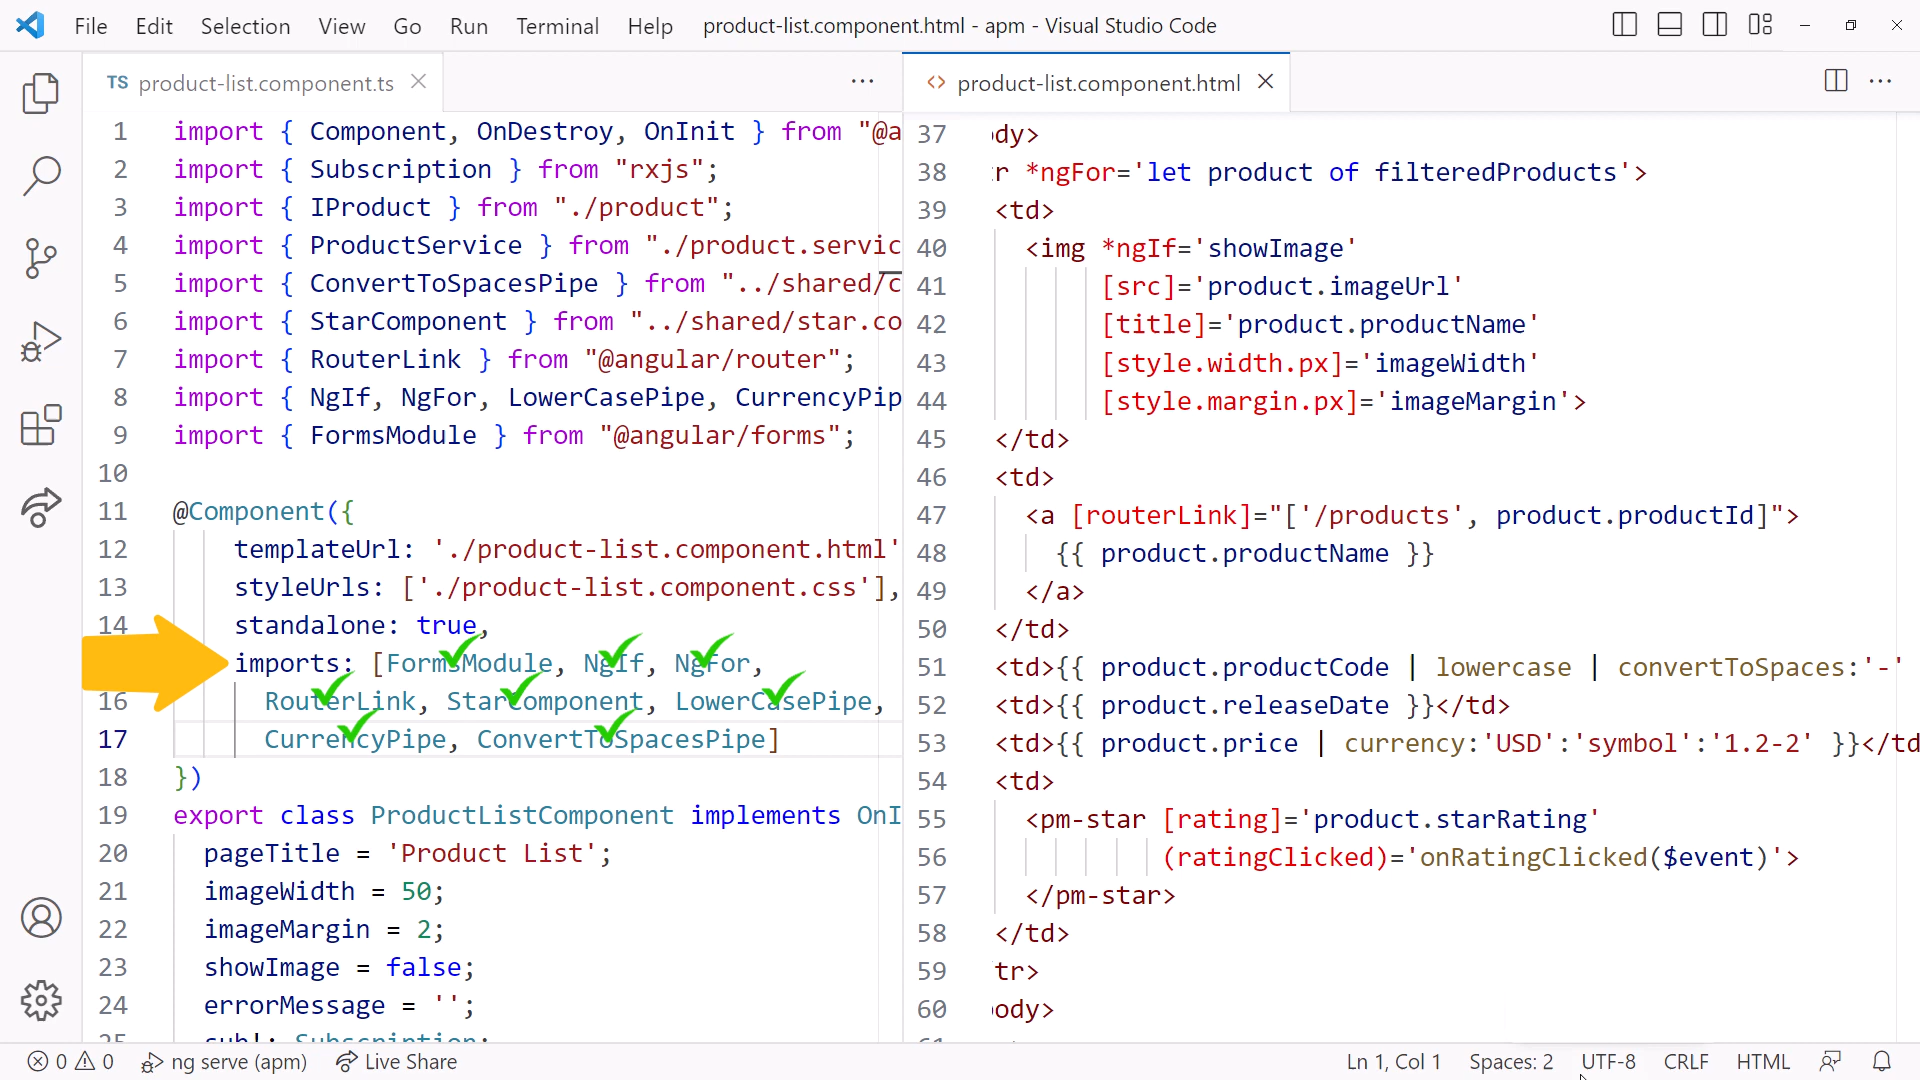 File Edit Selection View Go Run Terminal Help product-list.component.html - apm - Visual Studio Code
TS product-list.component.ts
1 import { Component, OnDestroy, OnInit } from "@a
2 import { Subscription } from "rxjs";
3 import { IProduct } from "./product";
4 import { ProductService } from "./product.servic
5 import { ConvertToSpacesPipe } from "../shared/c
6 import { StarComponent } from "../shared/star.co
7 import { RouterLink } from "@angular/router";
8 import { NgIf, NgFor, LowerCasePipe, CurrencyPip
9 import { FormsModule } from "@angular/forms";
10
11 @Component({
12 templateUrl: './product-list.component.html'
13 styleUrls: ['./product-list.component.css'],
14 standalone: true,
imports: [FormsModule, NgIf, NgFor,
16 RouterLink, StarComponent, LowerCasePipe,
17 CurrencyPipe, ConvertToSpacesPipe]
18 })
19 export class ProductListComponent implements OnI
20 pageTitle = 'Product List';
21 imageWidth = 50;
22 imageMargin = 2;
23 showImage = false;
24 errorMessage = '';
25 sub!: Subscription;
<> product-list.component.html
37 ody>
38 tr *ngFor='let product of filteredProducts'>
39 <td>
40 <img *ngIf='showImage'
41 [src]='product.imageUrl'
42 [title]='product.productName'
43 [style.width.px]='imageWidth'
44 [style.margin.px]='imageMargin'>
45 </td>
46 <td>
47 <a [routerLink]="['/products', product.productId]">
48 {{ product.productName }}
49 </a>
50 </td>
51 <td>{{ product.productCode | lowercase | convertToSpaces:'-'
52 <td>{{ product.releaseDate }}</td>
53 <td>{{ product.price | currency:'USD':'symbol':'1.2-2' }}</td
54 <td>
55 <pm-star [rating]='product.starRating'
56 (ratingClicked)='onRatingClicked($event)'>
57 </pm-star>
58 </td>
59 tr>
60 body>
61
0 0 ng serve (apm) Live Share Ln 1, Col 1 Spaces: 2 UTF-8 CRLF HTML